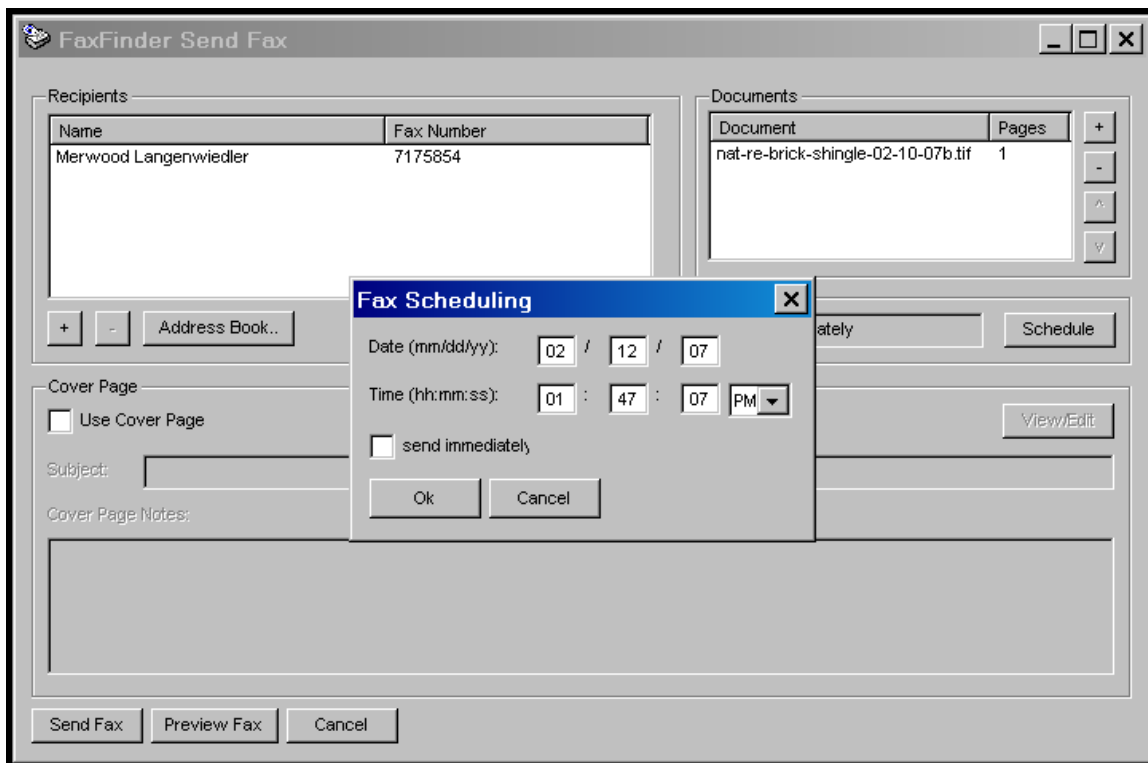 FaxFinder Send Fax
Recipients
Name Fax Number
Merwood Langenwiedler 7175854
+ - Address Book..
Documents
Document Pages
nat-re-brick-shingle-02-10-07b.tif 1
+
-
^
v
ately Schedule
Fax Scheduling
Date (mm/dd/yy): 02 / 12 / 07
Time (hh:mm:ss): 01 : 47 : 07 PM
send immediately
Ok Cancel
Cover Page
Use Cover Page
View/Edit
Subject:
Cover Page Notes:
Send Fax Preview Fax Cancel